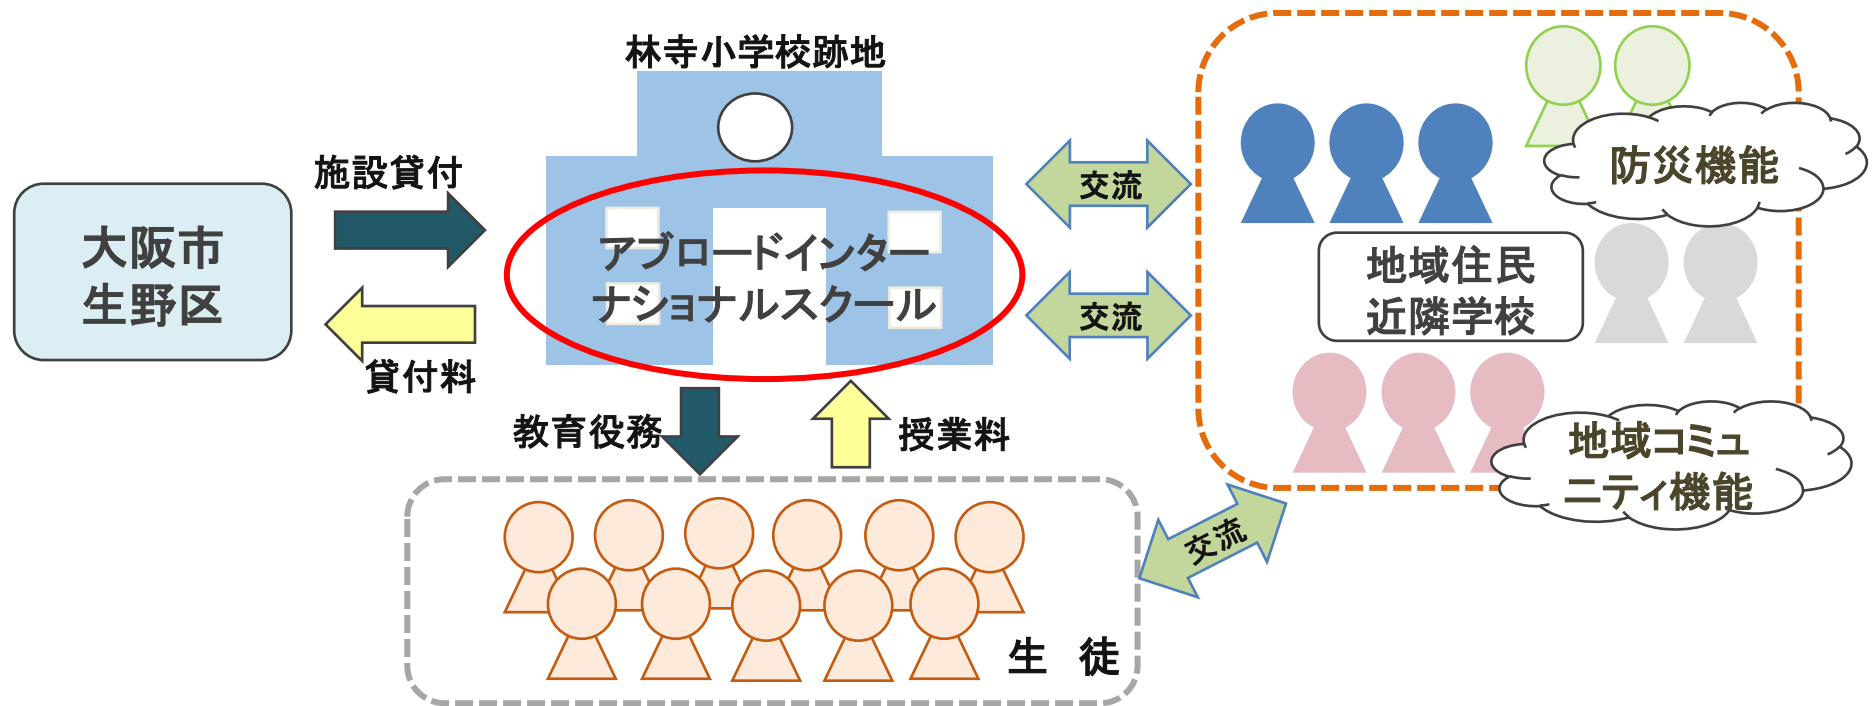 林寺小学校跡地
施設貸付
大阪市
生野区
貸付料
アブロードインター
ナショナルスクール
交流
交流
防災機能
地域住民
近隣学校
地域コミュ
ニティ機能
教育役務
授業料
交流
生 徒